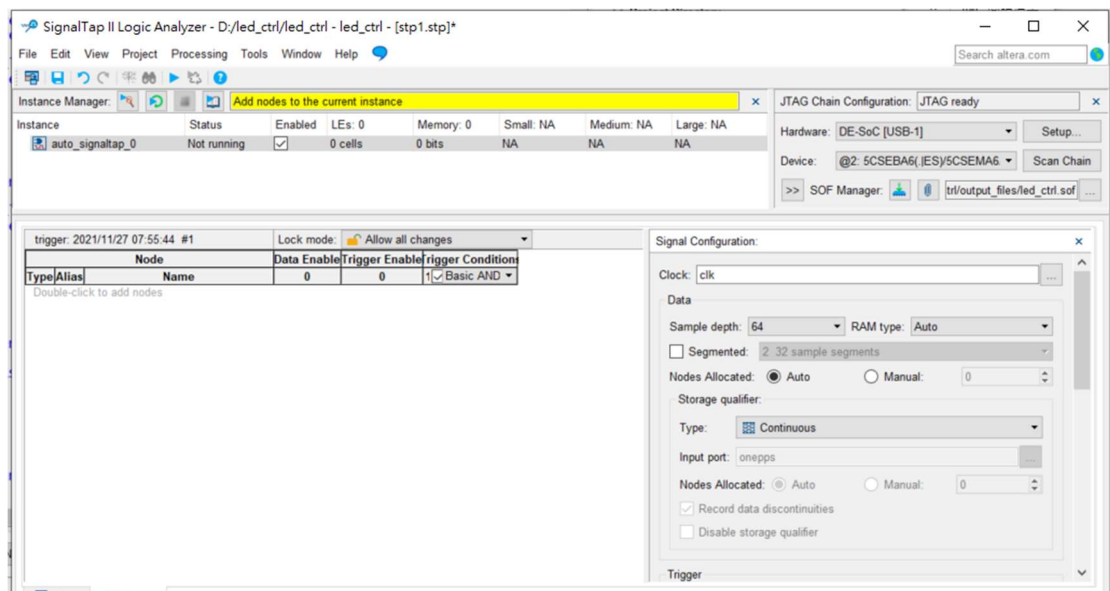 SignalTap II Logic Analyzer - D:/led_ctrl/led_ctrl - led_ctrl - [stp1.stp]*
File Edit View Project Processing Tools Window Help
Search altera.com
Instance Manager: Add nodes to the current instance
Instance Status Enabled LEs: 0 Memory: 0 Small: NA Medium: NA Large: NA
auto_signaltap_0 Not running 0 cells 0 bits NA NA NA
JTAG Chain Configuration: JTAG ready
Hardware: DE-SoC [USB-1] Setup...
Device: @2: 5CSEBA6(.|ES)/5CSEMA6. Scan Chain
>> SOF Manager: trl/output_files/led_ctrl.sof ...
trigger: 2021/11/27 07:55:44 #1 Lock mode: Allow all changes
Node Data Enable Trigger Enable Trigger Conditions
Type Alias Name 0 0 1 Basic AND
Double-click to add nodes
Signal Configuration:
Clock: clk ...
Data
Sample depth: 64 RAM type: Auto
Segmented: 2 32 sample segments
Nodes Allocated: Auto Manual: 0
Storage qualifier:
Type: Continuous
Input port: onepps ...
Nodes Allocated: Auto Manual: 0
Record data discontinuities
Disable storage qualifier
Trigger